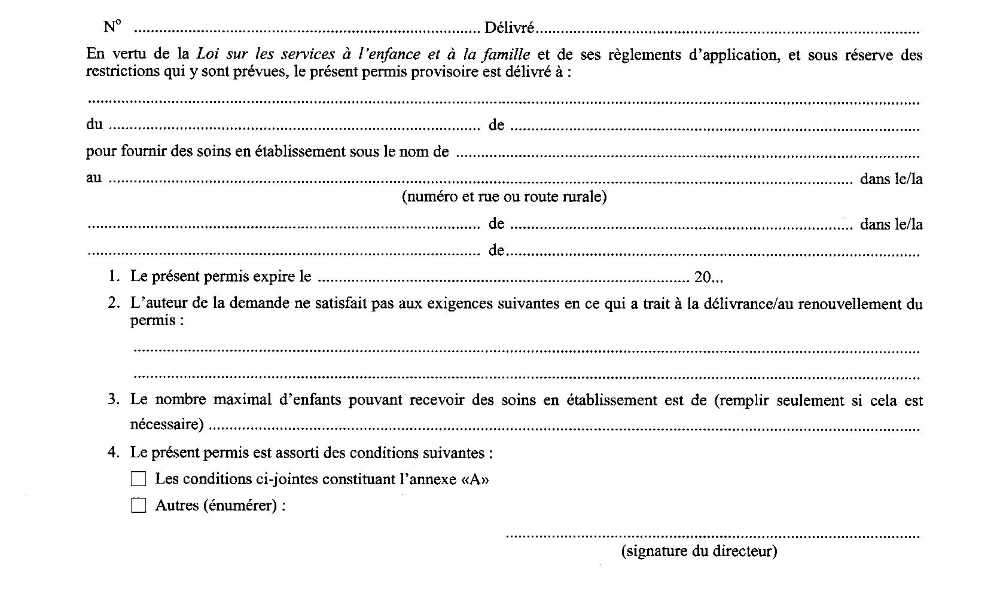 Nº ........................................ Délivré........................................
En vertu de la Loi sur les services à l’enfance et à la famille et de ses règlements d’application, et sous réserve des
restrictions qui y sont prévues, le présent permis provisoire est délivré à :
................................................................................
du ........................................ de ........................................
pour fournir des soins en établissement sous le nom de ........................................
au ................................................................................ dans le/la
(numéro et rue ou route rurale)
........................................ de ........................................ dans le/la
........................................ de........................................
1. Le présent permis expire le ........................................ 20...
2. L’auteur de la demande ne satisfait pas aux exigences suivantes en ce qui a trait à la délivrance/au renouvellement du
permis :
................................................................................
................................................................................
3. Le nombre maximal d’enfants pouvant recevoir des soins en établissement est de (remplir seulement si cela est
nécessaire) ................................................................................
4. Le présent permis est assorti des conditions suivantes :
☐ Les conditions ci-jointes constituant l’annexe «A»
☐ Autres (énumérer) :
........................................
(signature du directeur)